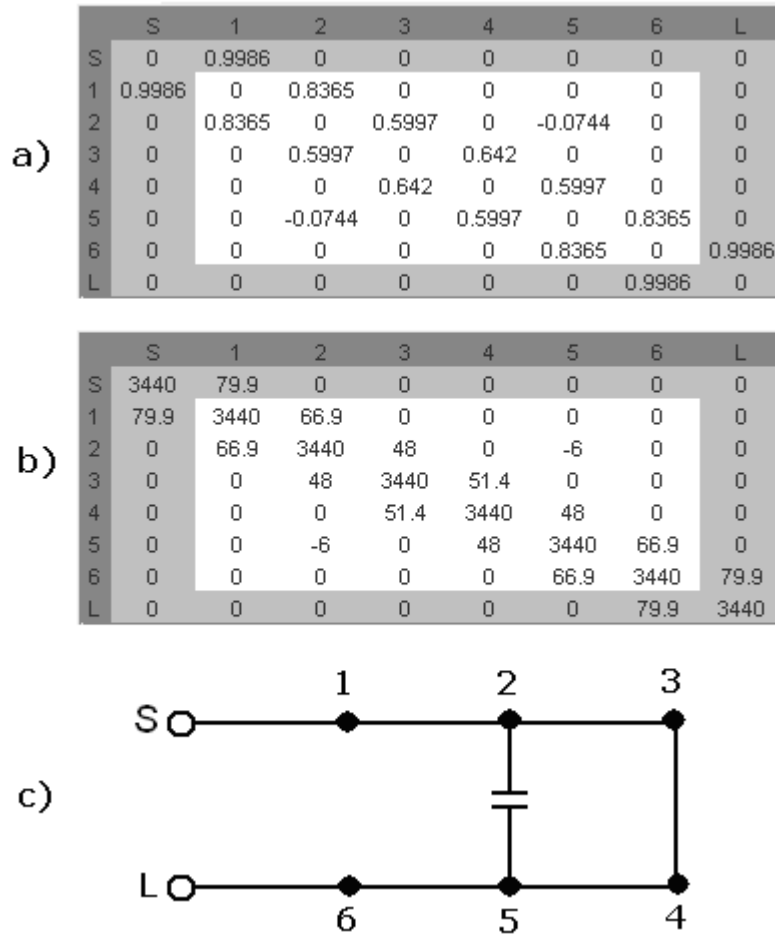 S 1 2 3 4 5 6 L
S 0 0.9986 0 0 0 0 0 0
1 0.9986 0 0.8365 0 0 0 0 0
2 0 0.8365 0 0.5997 0 -0.0744 0 0
a) 3 0 0 0.5997 0 0.642 0 0 0
4 0 0 0 0.642 0 0.5997 0 0
5 0 0 -0.0744 0 0.5997 0 0.8365 0
6 0 0 0 0 0 0.8365 0 0.9986
L 0 0 0 0 0 0 0.9986 0
S 1 2 3 4 5 6 L
S 3440 79.9 0 0 0 0 0 0
1 79.9 3440 66.9 0 0 0 0 0
b) 2 0 66.9 3440 48 0 -6 0 0
3 0 0 48 3440 51.4 0 0 0
4 0 0 0 51.4 3440 48 0 0
5 0 0 -6 0 48 3440 66.9 0
6 0 0 0 0 0 66.9 3440 79.9
L 0 0 0 0 0 0 79.9 3440
1 2 3
S
c)
L
6 5 4